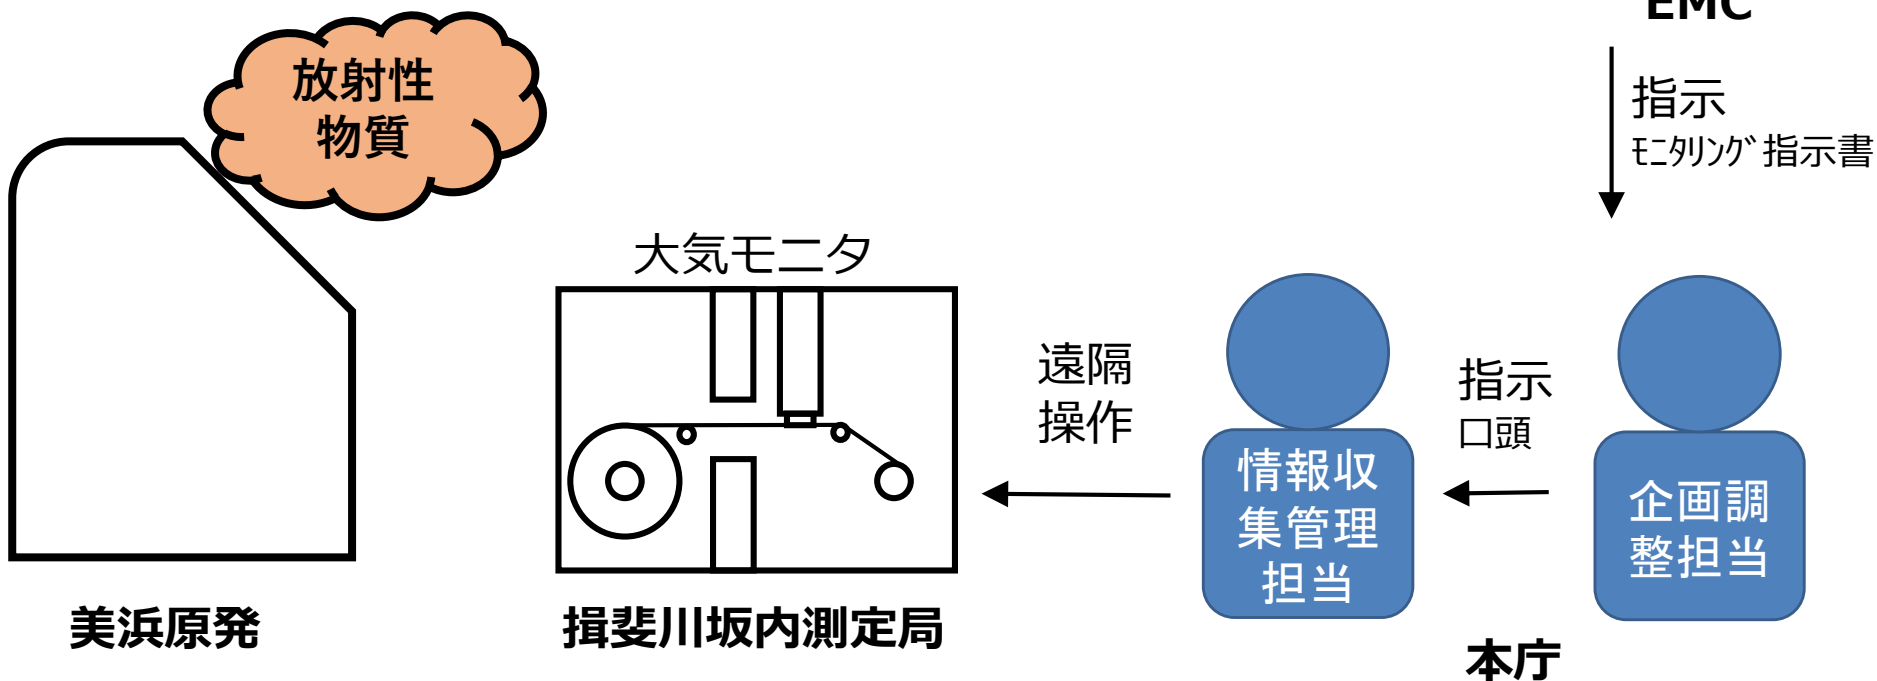 EMC
放射性
物質
指示
ﾓﾆﾀﾘﾝｸﾞ指示書
大気モニタ
遠隔
操作
指示
口頭
情報収
集管理
担当
企画調
整担当
美浜原発
揖斐川坂内測定局
本庁